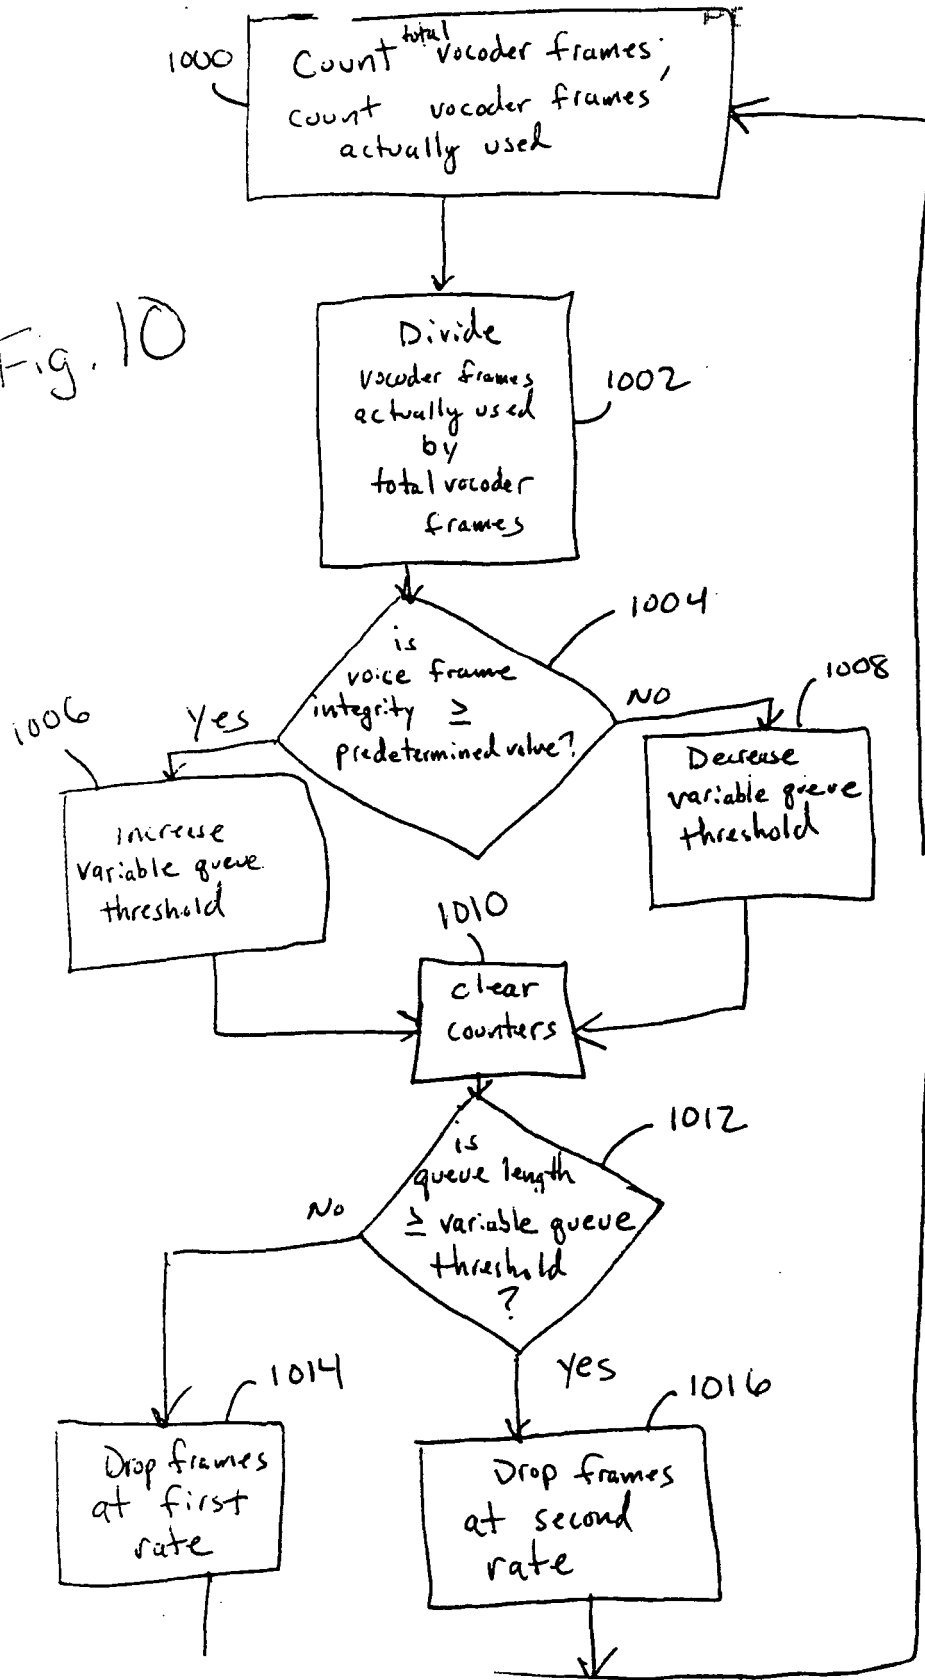 1000
Count total vocoder frames;
count vocoder frames
actually used
Fig. 10
Divide
vocoder frames
actually used
by
total vocoder
frames
1002
1004
is
voice frame
integrity ≥
predetermined value?
Yes
NO
1006
1008
increase
variable queue
threshold
Decrease
variable queue
threshold
1010
clear
counters
1012
is
queue length
≥ variable queue
threshold
?
No
yes
1014
1016
Drop frames
at first
rate
Drop frames
at second
rate